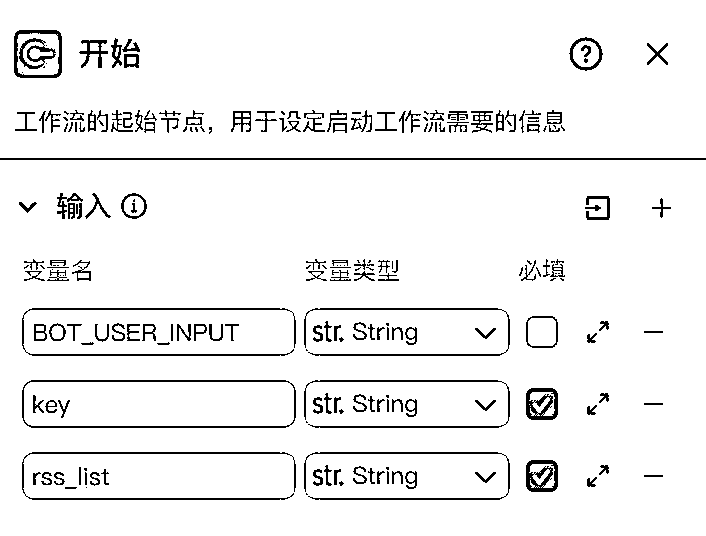 开始
工作流的起始节点，用于设定启动工作流需要的信息
输入
变量名 变量类型 必填
BOT_USER_INPUT str. String
key str. String
rss_list str. String